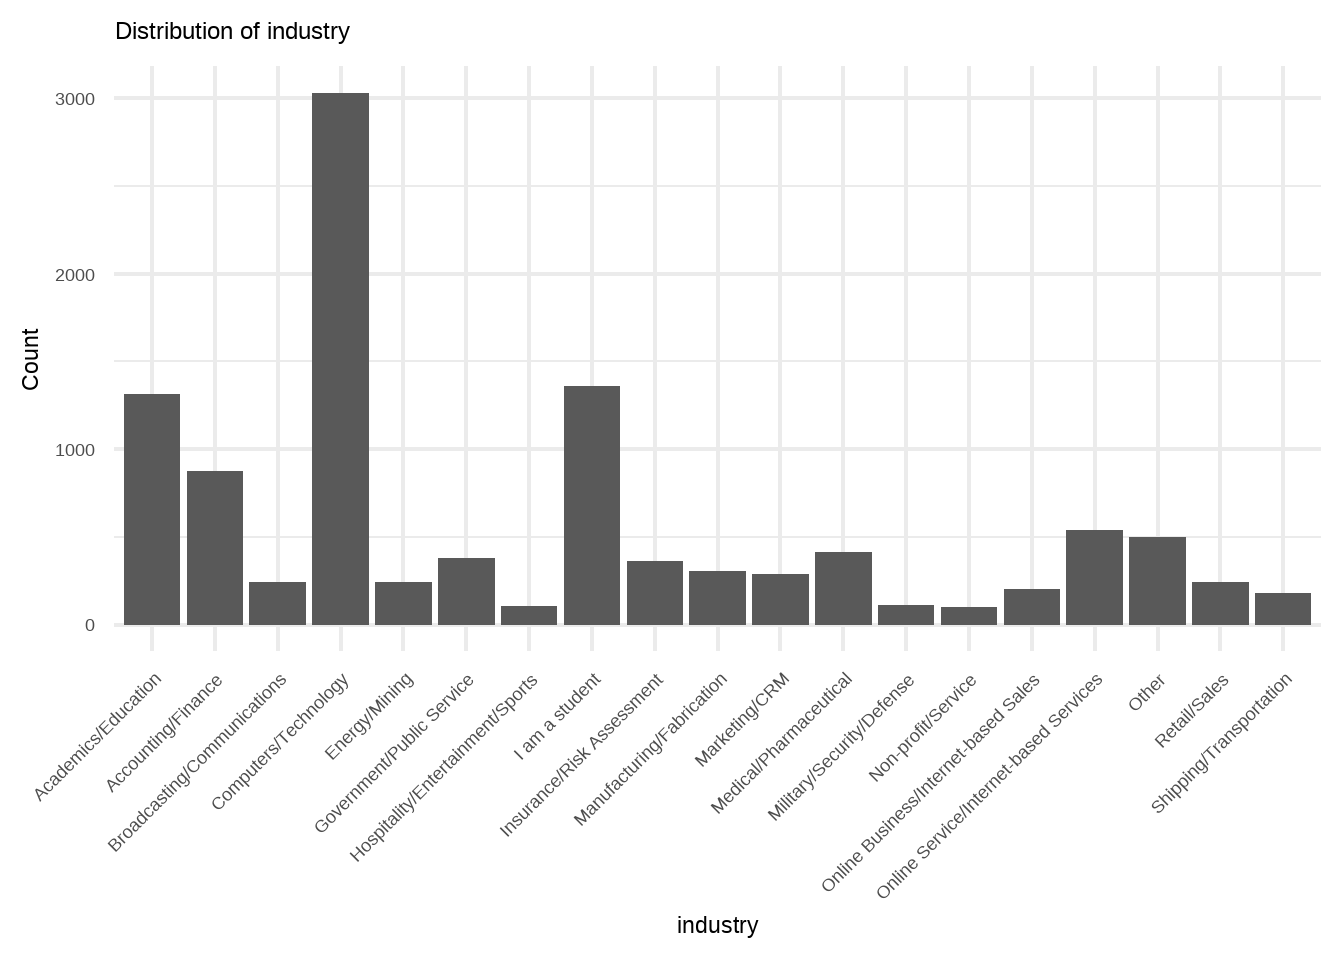 Distribution of industry
3000
2000
1000
0
Count
Academics/Education
Accounting/Finance
Broadcasting/Communications
Computers/Technology
Energy/Mining
Government/Public Service
Hospitality/Entertainment/Sports
I am a student
Insurance/Risk Assessment
Manufacturing/Fabrication
Marketing/CRM
Medical/Pharmaceutical
Military/Security/Defense
Non-profit/Service
Online Business/Internet-based Sales
Online Service/Internet-based Services
Other
Retail/Sales
Shipping/Transportation
industry